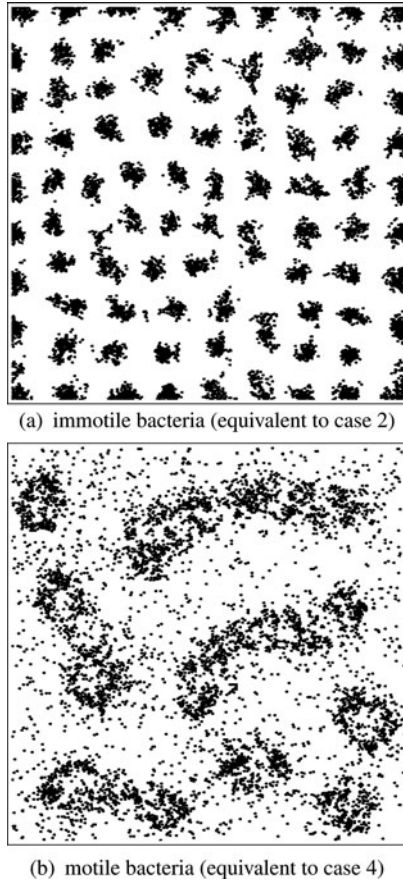 (a) immotile bacteria (equivalent to case 2)
(b) motile bacteria (equivalent to case 4)